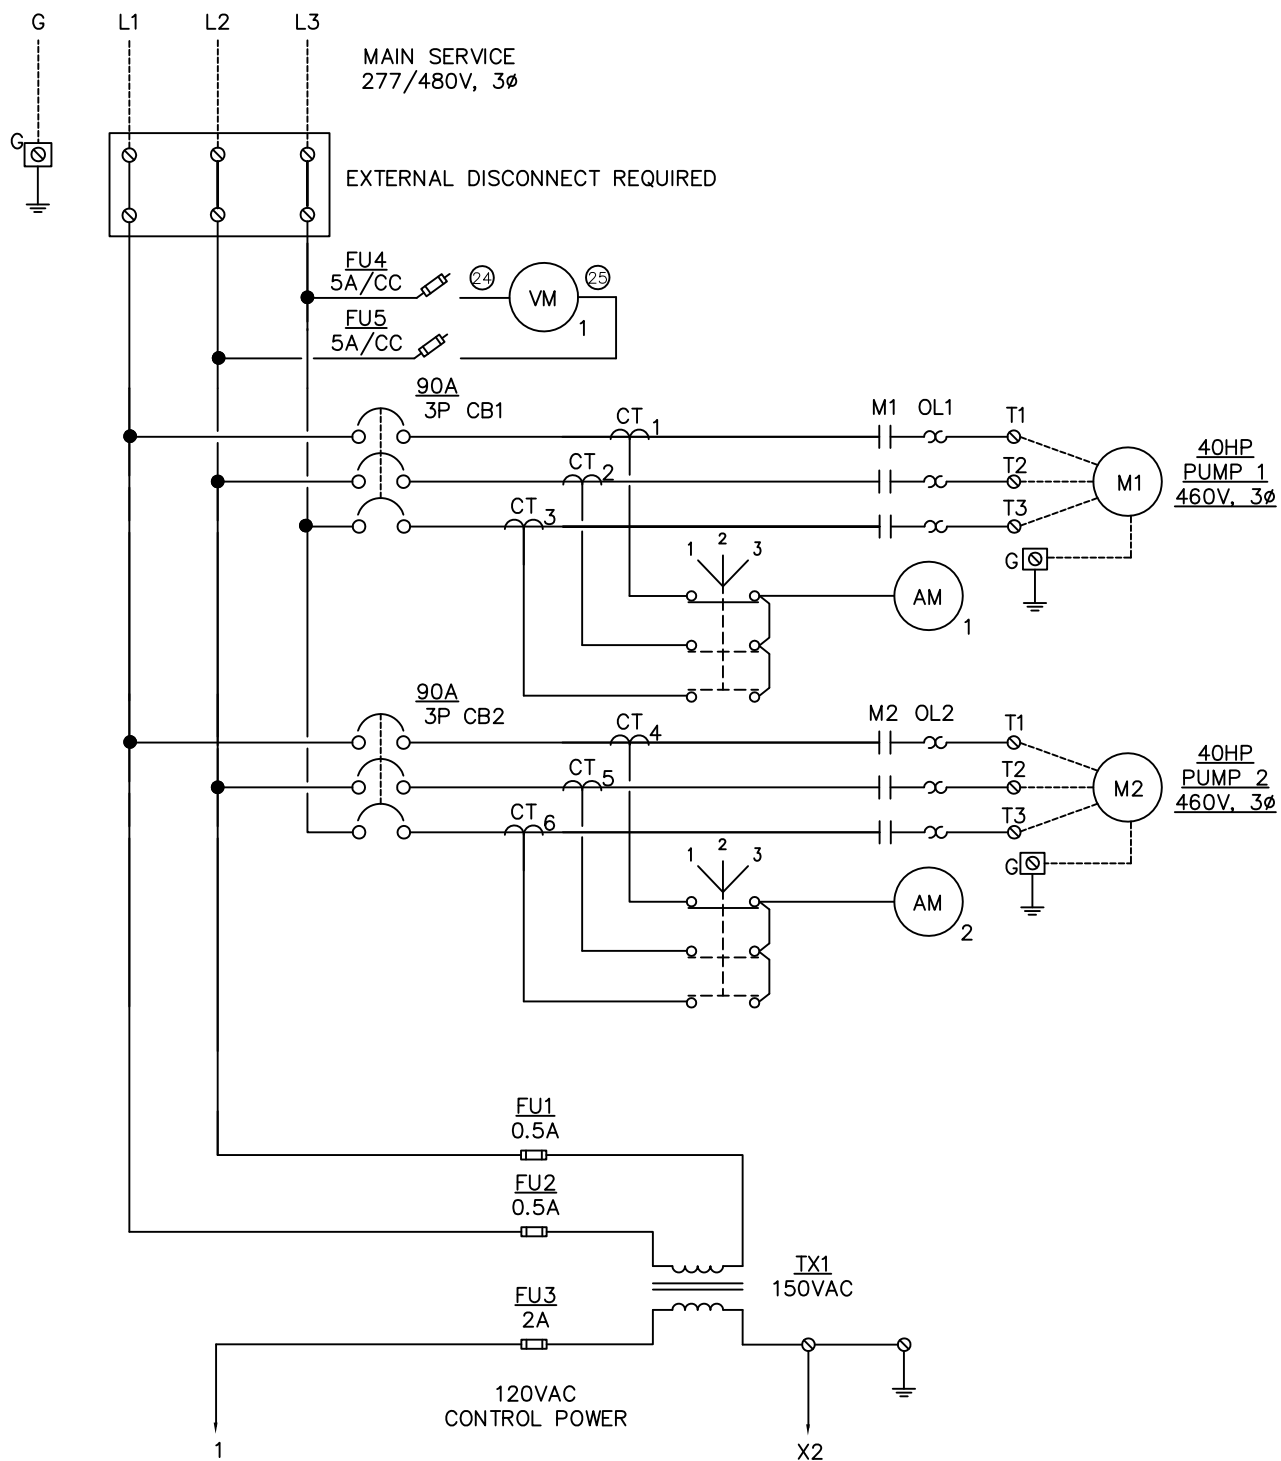 G L1 L2 L3
MAIN SERVICE
277/480V, 3ø
G
EXTERNAL DISCONNECT REQUIRED
FU4
5A/CC
24
25
VM
1
FU5
5A/CC
90A
3P CB1
CT 1
M1 OL1
T1
CT 2
T2
CT 3
T3
M1
40HP
PUMP 1
460V, 3ø
1 2 3
G
AM
1
90A
3P CB2
CT 4
M2 OL2
T1
CT 5
T2
CT 6
T3
M2
40HP
PUMP 2
460V, 3ø
1 2 3
G
AM
2
FU1
0.5A
FU2
0.5A
TX1
150VAC
FU3
2A
120VAC
CONTROL POWER
1
X2